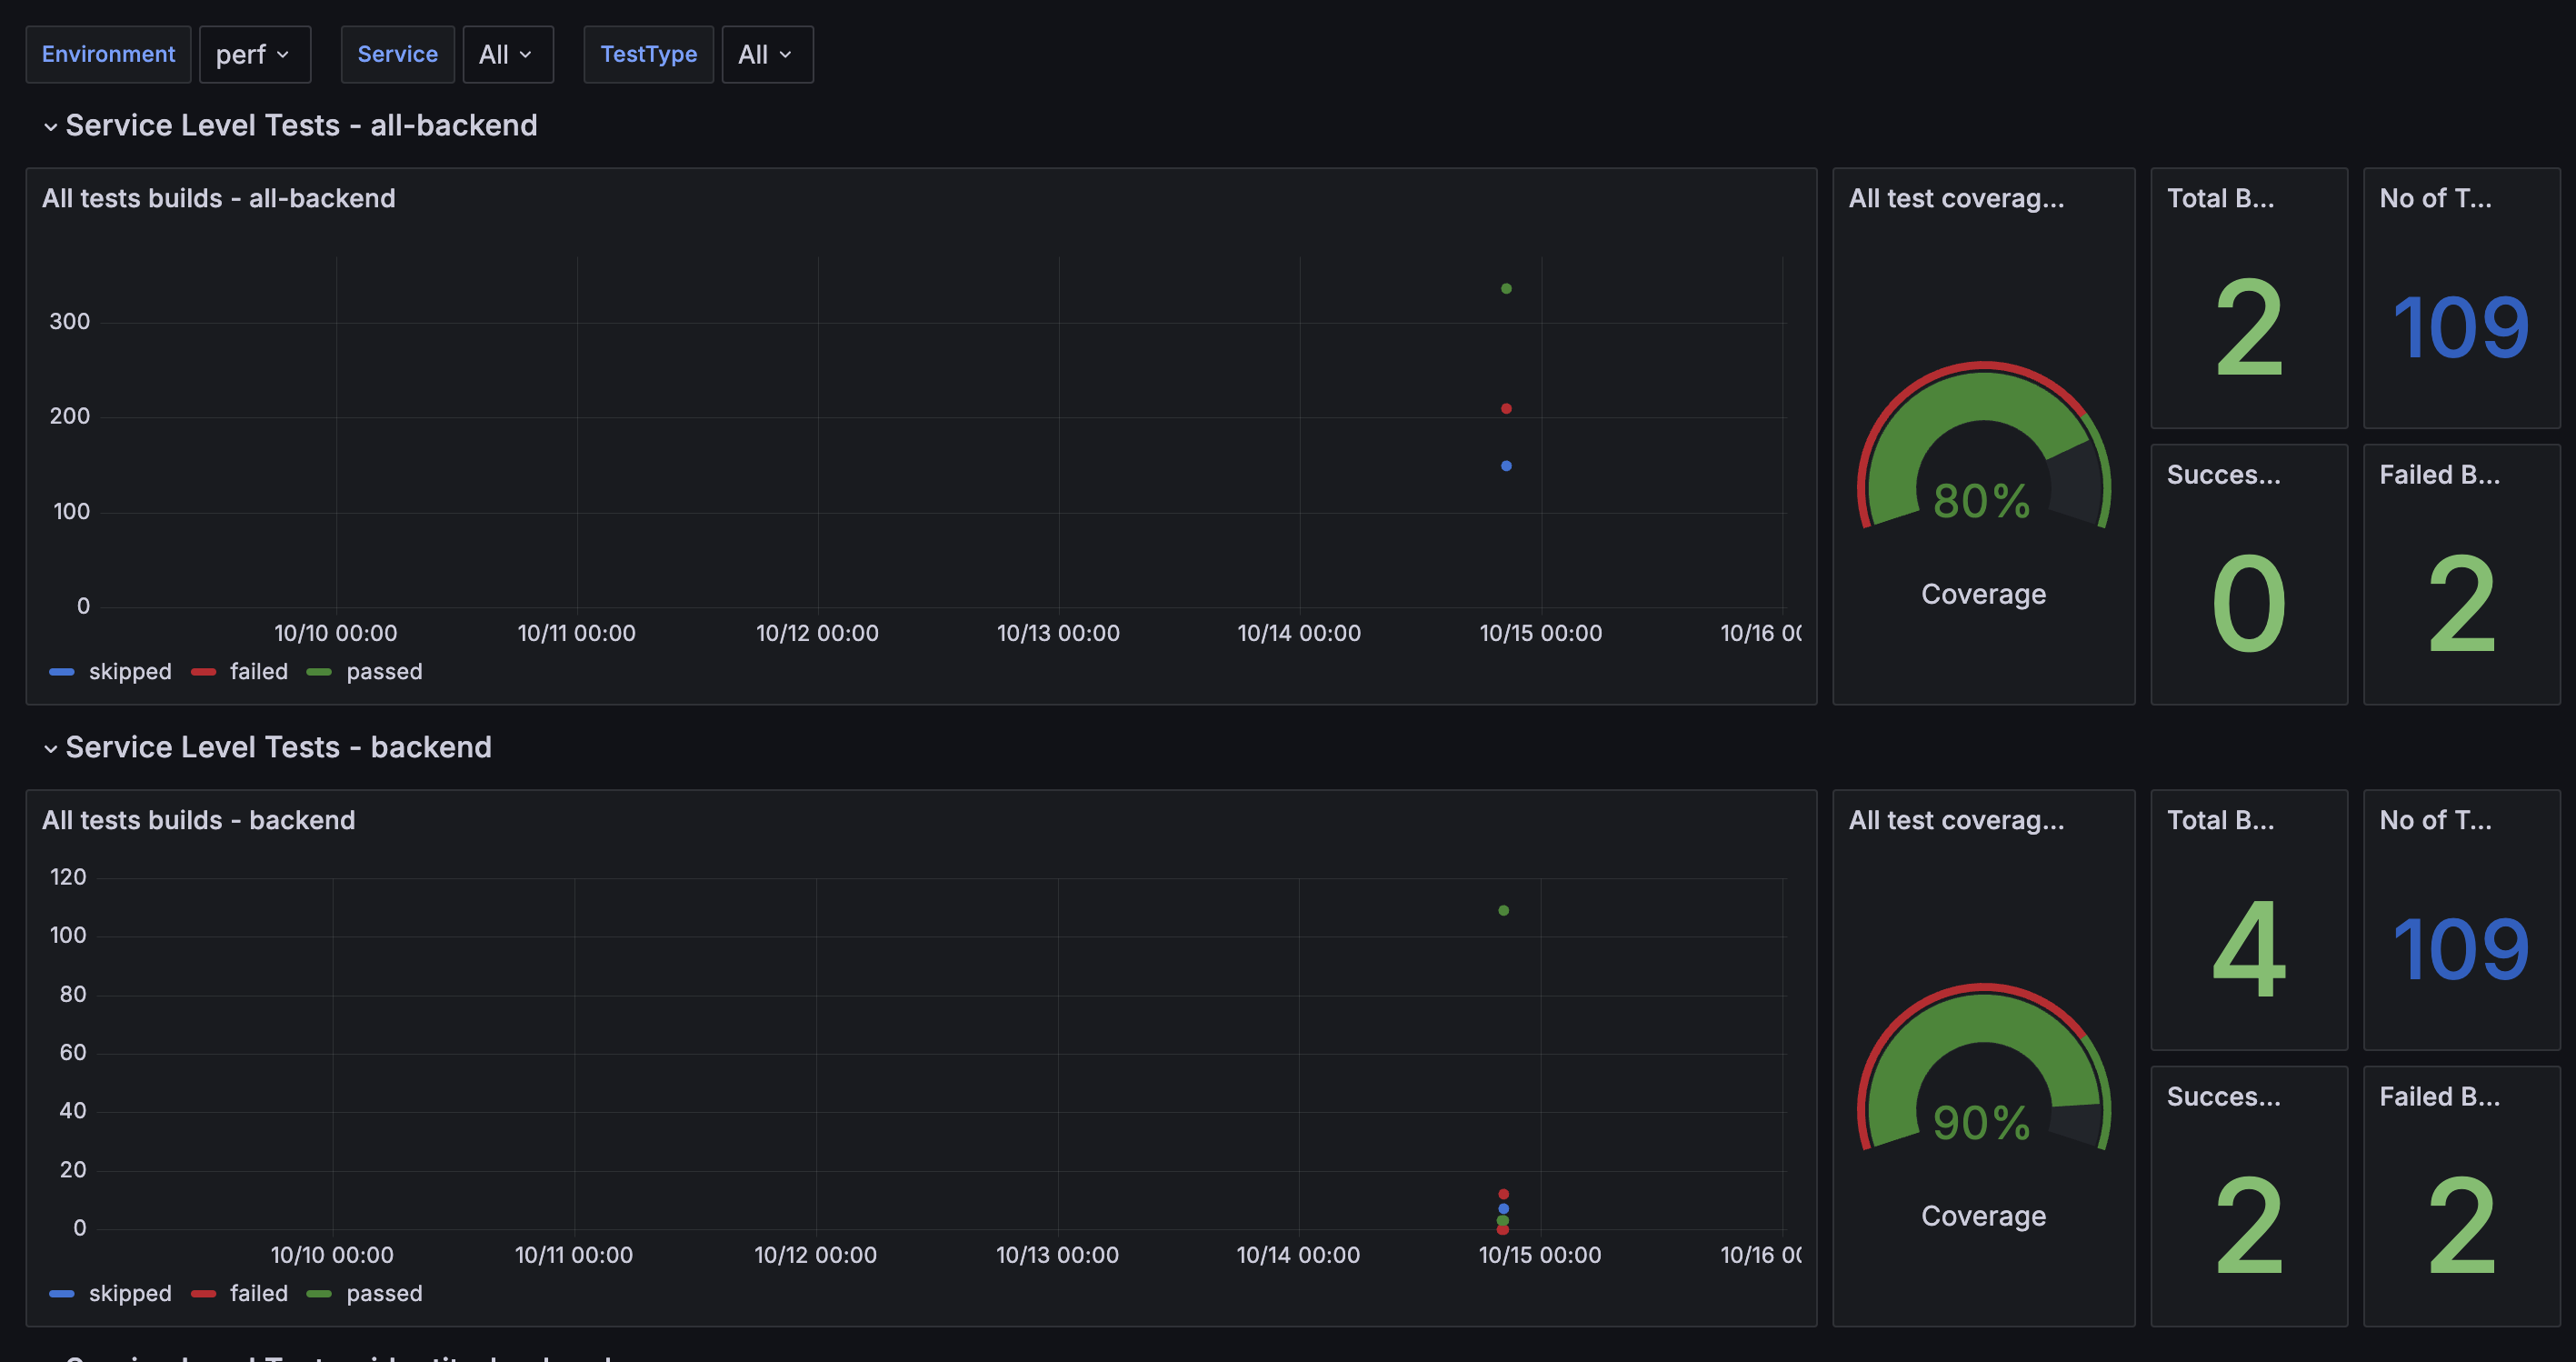 Environment perf Service All TestType All
Service Level Tests - all-backend
All tests builds - all-backend
300
200
100
0
10/10 00:00 10/11 00:00 10/12 00:00 10/13 00:00 10/14 00:00 10/15 00:00 10/16 0
skipped failed passed
All test coverag...
80%
Coverage
Total B...
2
No of T...
109
Succes...
0
Failed B...
2
Service Level Tests - backend
All tests builds - backend
120
100
80
60
40
20
0
10/10 00:00 10/11 00:00 10/12 00:00 10/13 00:00 10/14 00:00 10/15 00:00 10/16 0
skipped failed passed
All test coverag...
90%
Coverage
Total B...
4
No of T...
109
Succes...
2
Failed B...
2